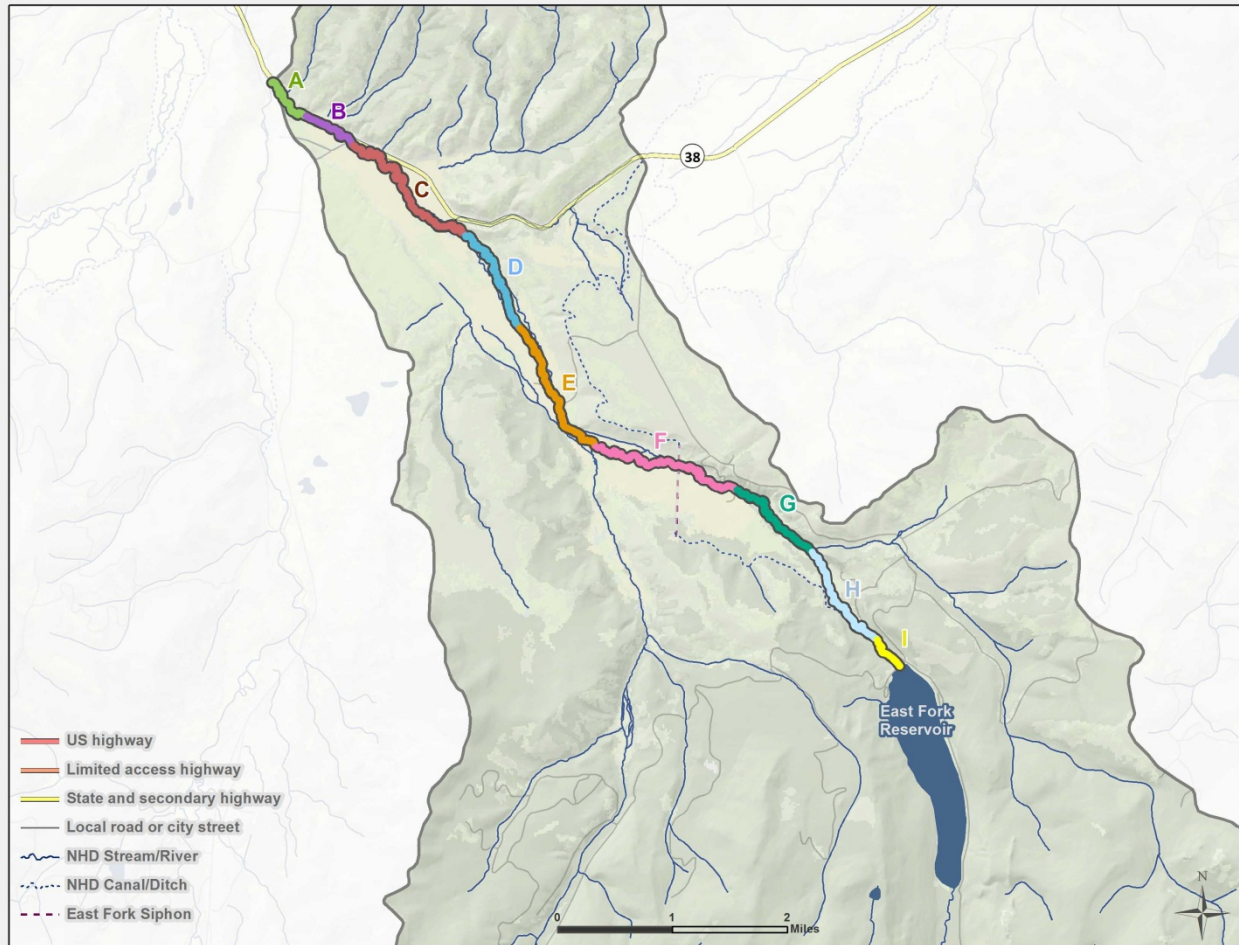 A
B
38
C
D
E
F
G
H
I
East Fork
Reservoir
US highway
Limited access highway
State and secondary highway
Local road or city street
NHD Stream/River
NHD Canal/Ditch
East Fork Siphon
N
0 1 2
Miles